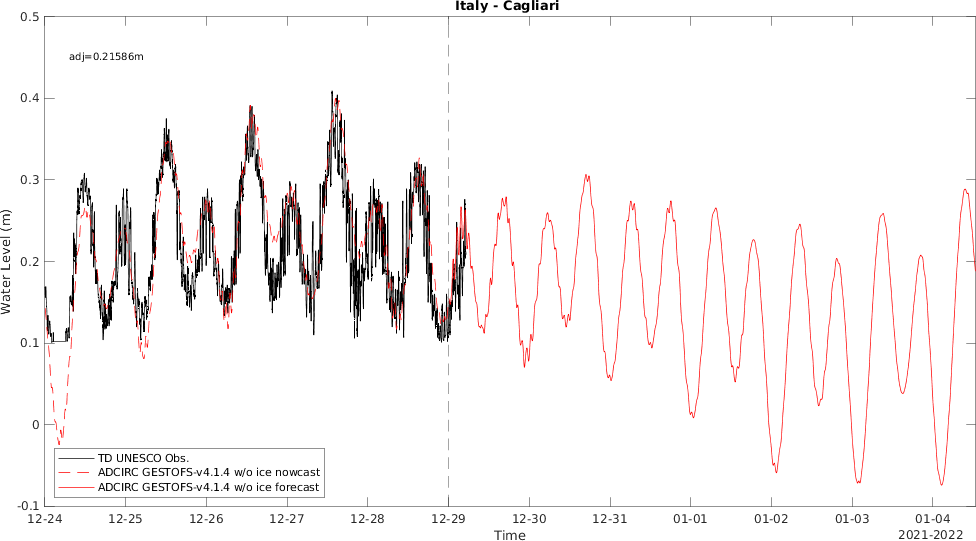 Italy - Cagliari
0.5
adj=0.21586m
0.4
0.3
0.2
0.1
0
-0.1
Water Level (m)
TD UNESCO Obs.
ADCIRC GESTOFS-v4.1.4 w/o ice nowcast
ADCIRC GESTOFS-v4.1.4 w/o ice forecast
12-24 12-25 12-26 12-27 12-28 12-29 12-30 12-31 01-01 01-02 01-03 01-04
Time
2021-2022